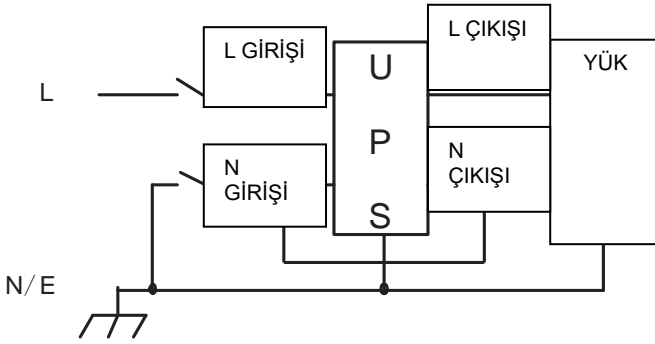 L ÇIKIŞI
L GİRİŞİ
U
YÜK
L
P
N
GİRİŞİ
N
ÇIKIŞI
S
N/E